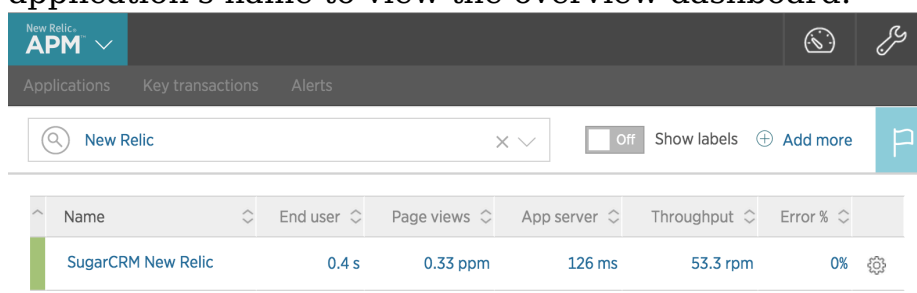 application's name to view the overview dashboard.
New Relic®
APM™
Applications Key transactions Alerts
New Relic
Off Show labels Add more
Name End user Page views App server Throughput Error %
SugarCRM New Relic 0.4 s 0.33 ppm 126 ms 53.3 rpm 0%